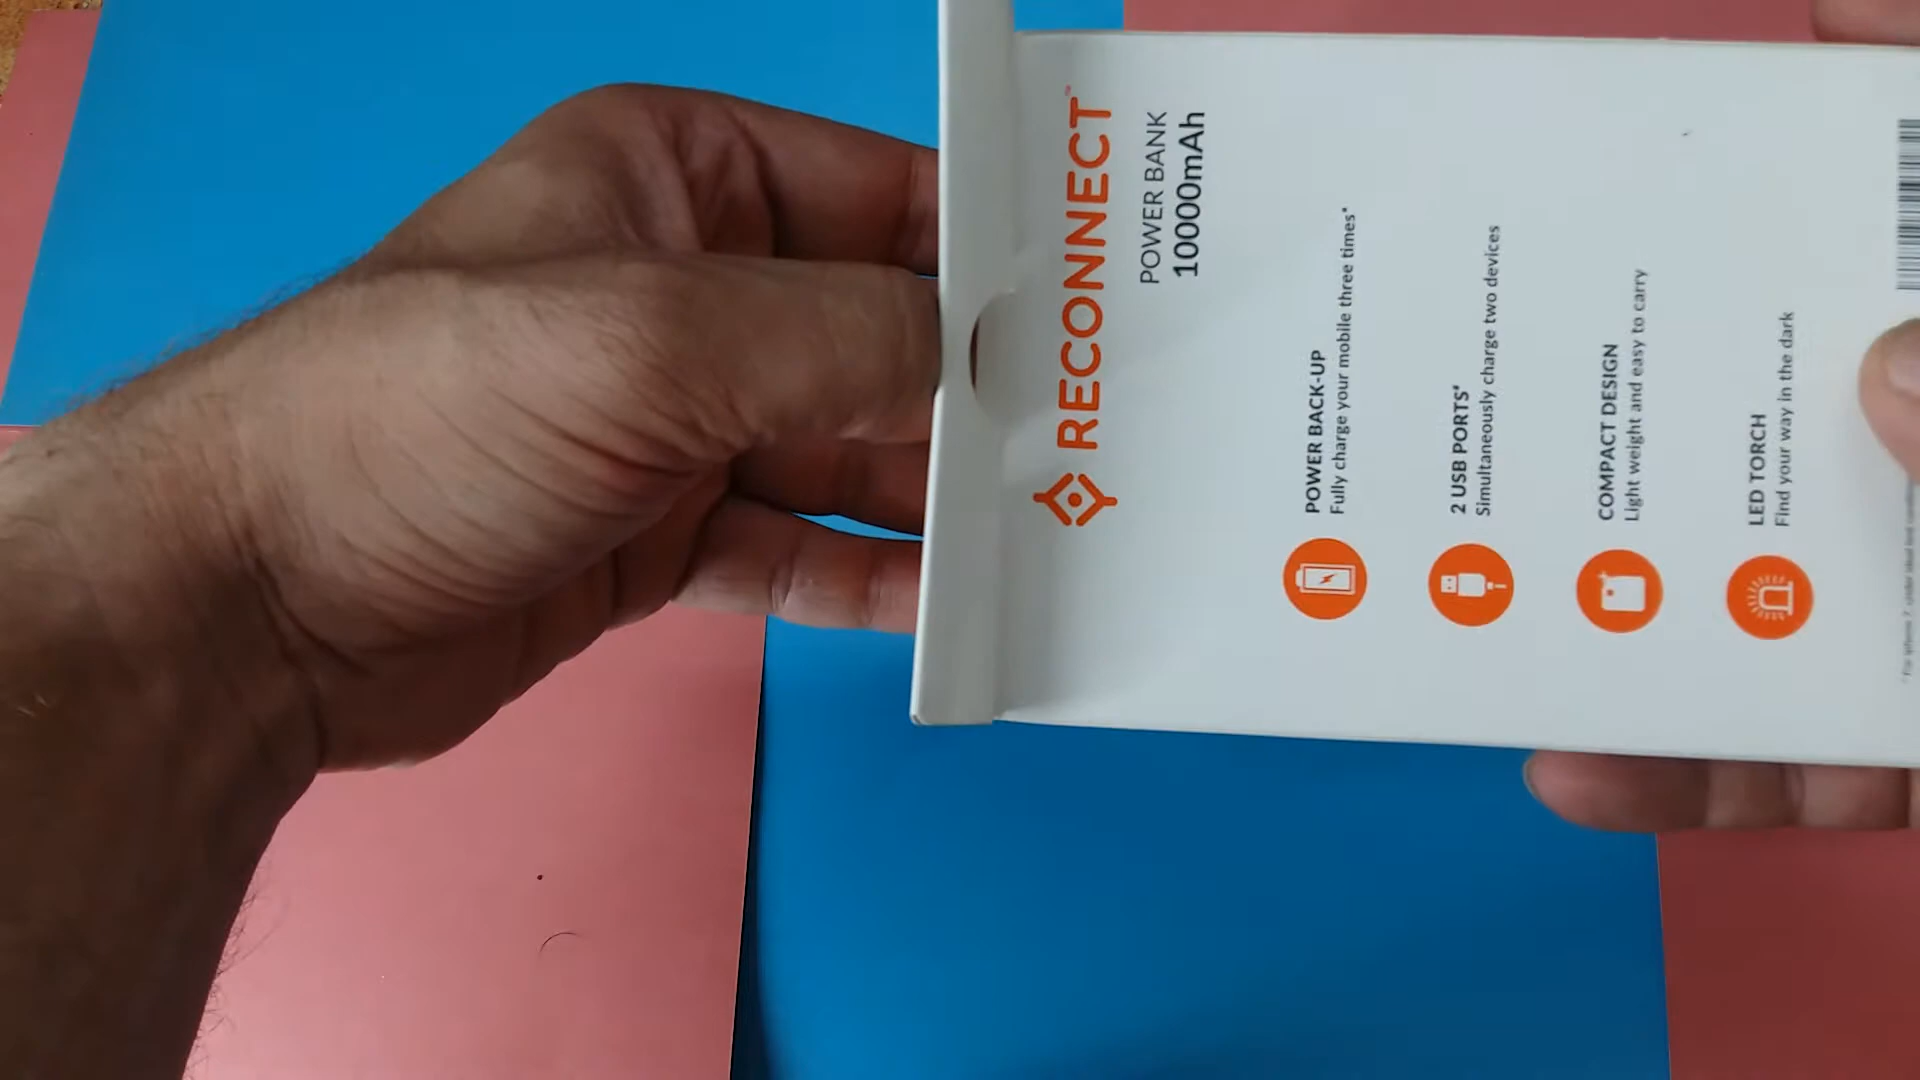 RECONNECT™
POWER BANK
10000mAh
POWER BACK-UP
Fully charge your mobile three times*
2 USB PORTS#
Simultaneously charge two devices
COMPACT DESIGN
Light weight and easy to carry
LED TORCH
Find your way in the dark